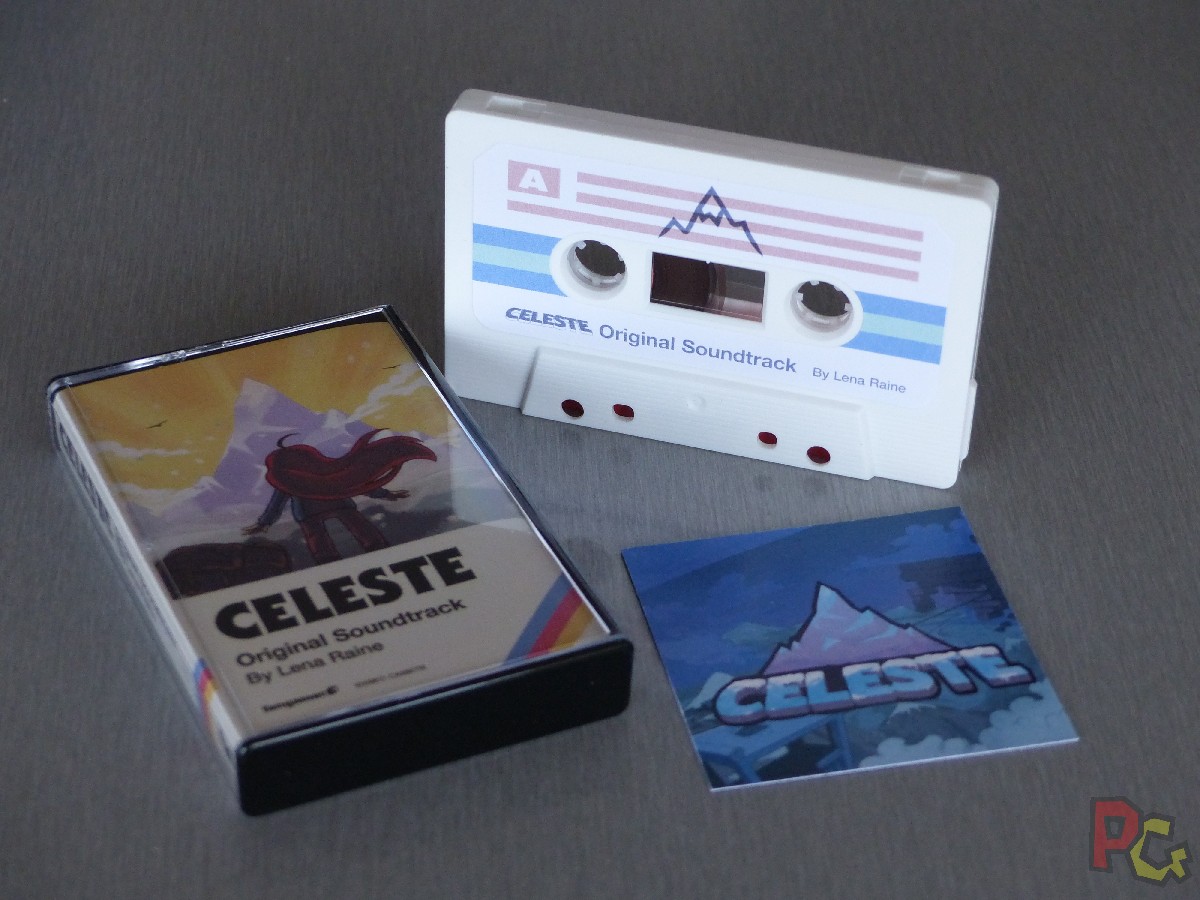 A
CELESTE Original Soundtrack By Lena Raine
CELESTE
Original Soundtrack
By Lena Raine
CELESTE
PG